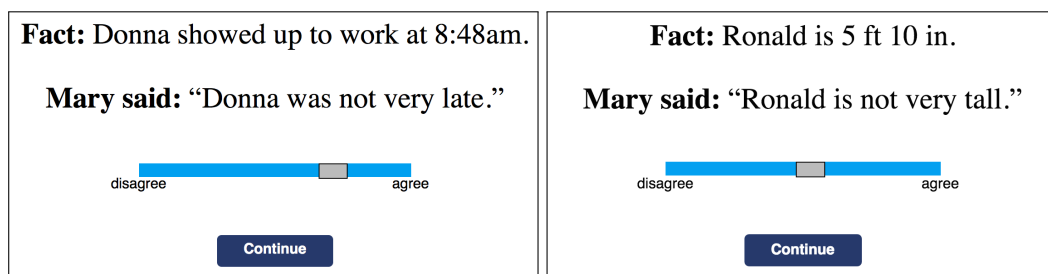 Fact: Donna showed up to work at 8:48am.
Mary said: “Donna was not very late.”
disagree agree
Continue
Fact: Ronald is 5 ft 10 in.
Mary said: “Ronald is not very tall.”
disagree agree
Continue